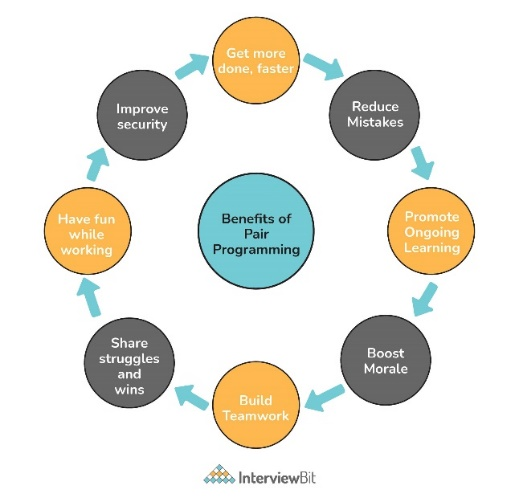 Get more
done, faster
Reduce
Mistakes
Promote
Ongoing
Learning
Boost
Morale
Build
Teamwork
Share
struggles
and
wins
Have fun
while
working
Improve
security
Benefits of
Pair
Programming
InterviewBit